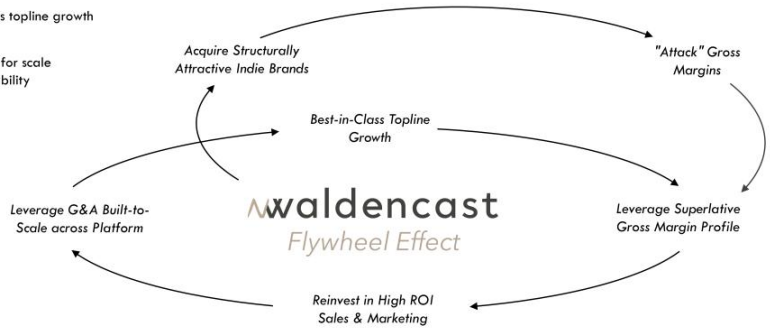 s topline growth
for scale
bility
Acquire Structurally
Attractive Indie Brands
"Attack" Gross
Margins
Best-in-Class Topline
Growth
Leverage G&A Built-to-
Scale across Platform
waldencast
Flywheel Effect
Leverage Superlative
Gross Margin Profile
Reinvest in High ROI
Sales & Marketing